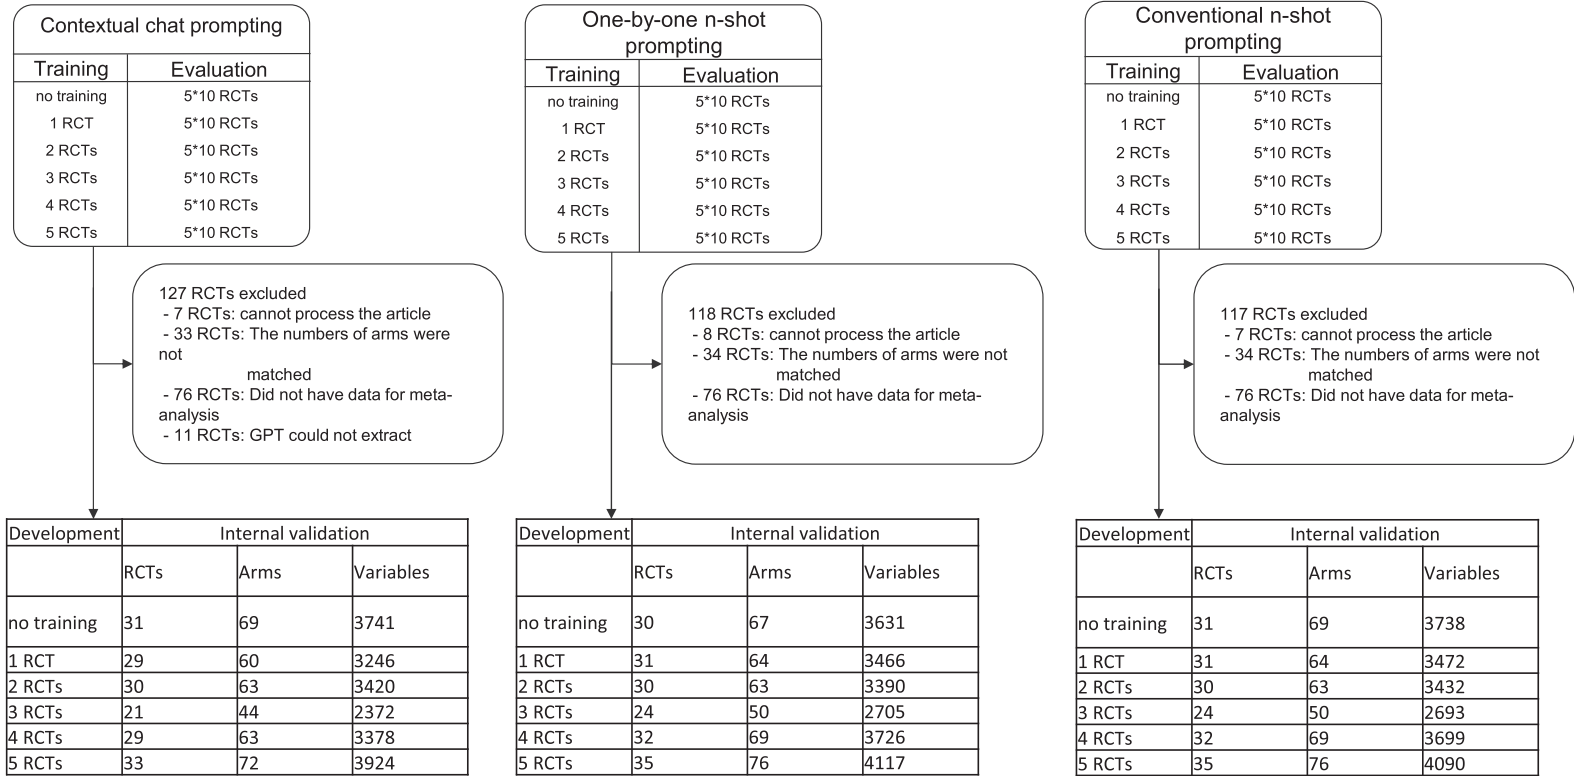 Contextual chat prompting
Training Evaluation
no training 5*10 RCTs
1 RCT 5*10 RCTs
2 RCTs 5*10 RCTs
3 RCTs 5*10 RCTs
4 RCTs 5*10 RCTs
5 RCTs 5*10 RCTs
127 RCTs excluded
- 7 RCTs: cannot process the article
- 33 RCTs: The numbers of arms were
not
matched
- 76 RCTs: Did not have data for meta-
analysis
- 11 RCTs: GPT could not extract
Development Internal validation
RCTs Arms Variables
no training 31 69 3741
1 RCT 29 60 3246
2 RCTs 30 63 3420
3 RCTs 21 44 2372
4 RCTs 29 63 3378
5 RCTs 33 72 3924
One-by-one n-shot
prompting
Training Evaluation
no training 5*10 RCTs
1 RCT 5*10 RCTs
2 RCTs 5*10 RCTs
3 RCTs 5*10 RCTs
4 RCTs 5*10 RCTs
5 RCTs 5*10 RCTs
118 RCTs excluded
- 8 RCTs: cannot process the article
- 34 RCTs: The numbers of arms were not
matched
- 76 RCTs: Did not have data for meta-
analysis
Development Internal validation
RCTs Arms Variables
no training 30 67 3631
1 RCT 31 64 3466
2 RCTs 30 63 3390
3 RCTs 24 50 2705
4 RCTs 32 69 3726
5 RCTs 35 76 4117
Conventional n-shot
prompting
Training Evaluation
no training 5*10 RCTs
1 RCT 5*10 RCTs
2 RCTs 5*10 RCTs
3 RCTs 5*10 RCTs
4 RCTs 5*10 RCTs
5 RCTs 5*10 RCTs
117 RCTs excluded
- 7 RCTs: cannot process the article
- 34 RCTs: The numbers of arms were not
matched
- 76 RCTs: Did not have data for meta-
analysis
Development Internal validation
RCTs Arms Variables
no training 31 69 3738
1 RCT 31 64 3472
2 RCTs 30 63 3432
3 RCTs 24 50 2693
4 RCTs 32 69 3699
5 RCTs 35 76 4090